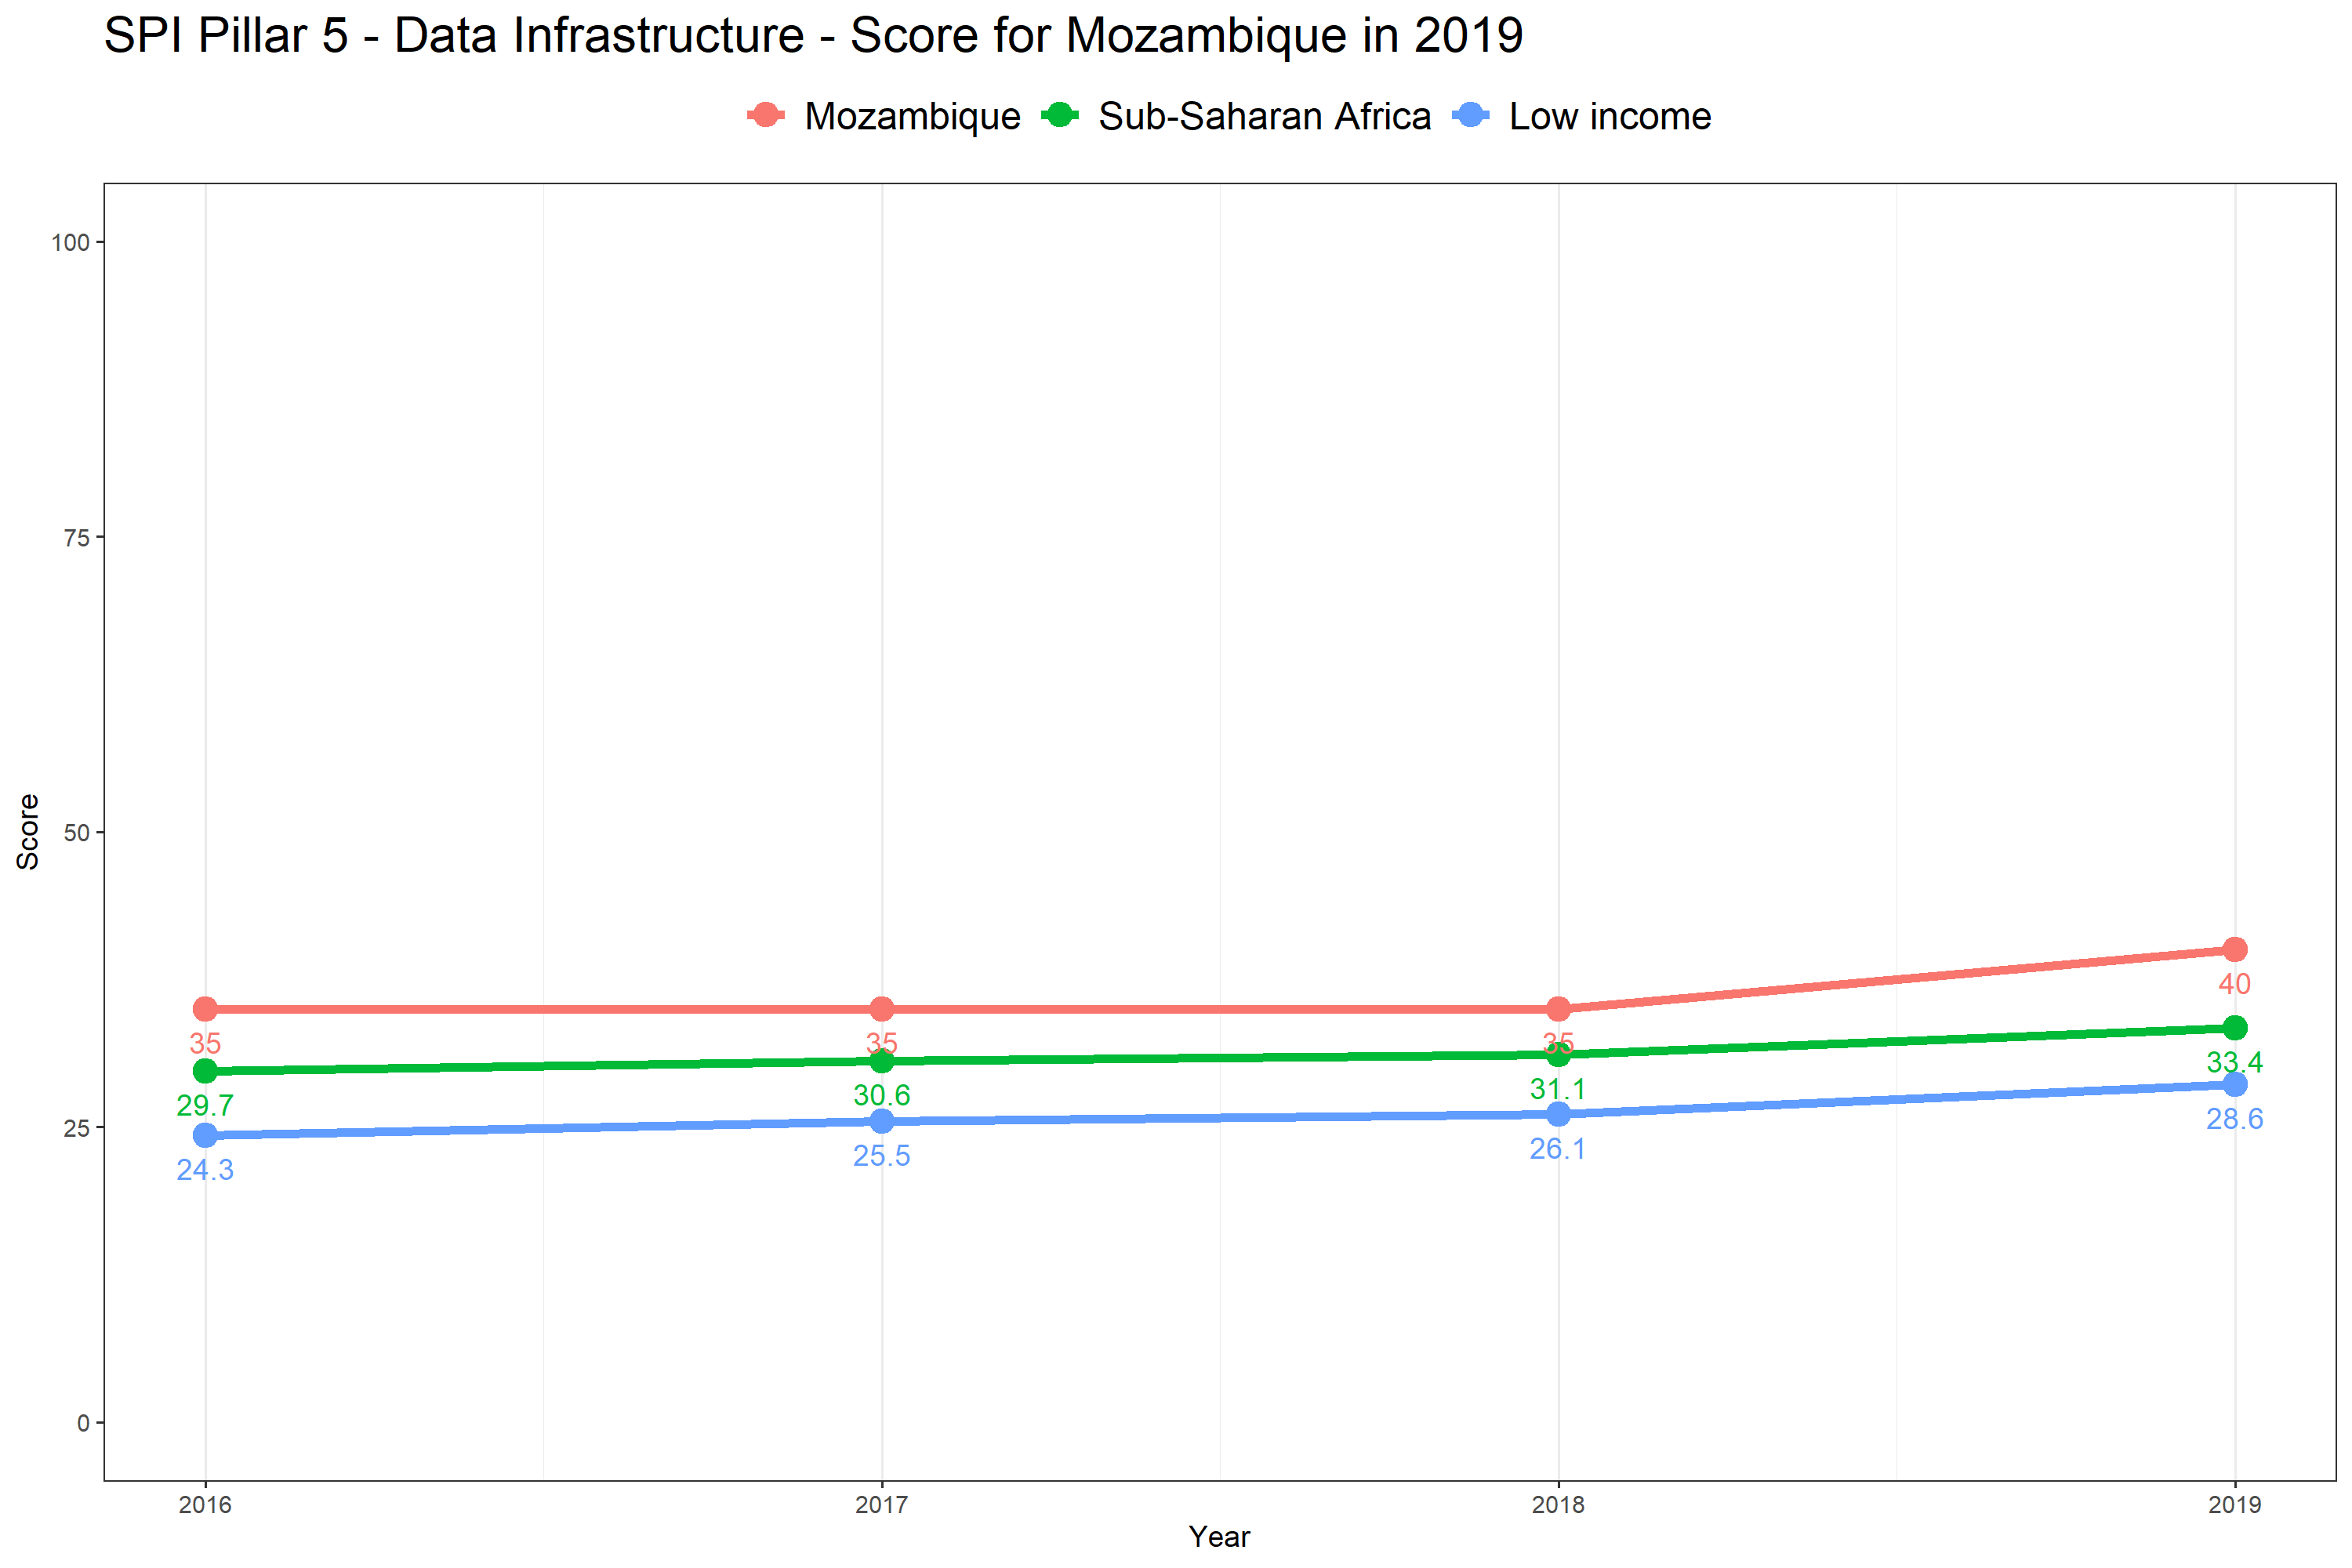 SPI Pillar 5 - Data Infrastructure - Score for Mozambique in 2019
Mozambique Sub-Saharan Africa Low income
100
75
50
25
0
Score
35 35 35 40
29.7 30.6 31.1 33.4
24.3 25.5 26.1 28.6
2016 2017 2018 2019
Year